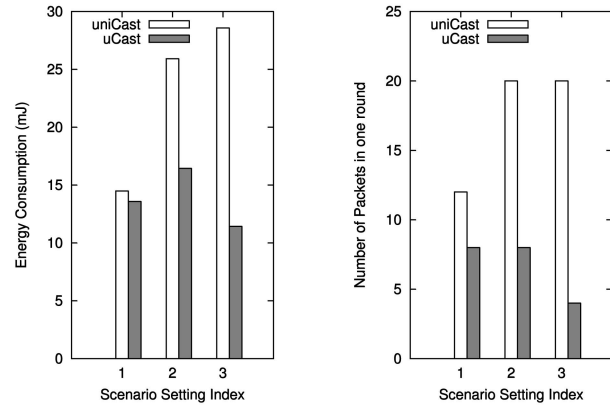 30
25
20
15
10
5
0
Energy Consumption (mJ)
uniCast
uCast
1 2 3
Scenario Setting Index
25
20
15
10
5
0
Number of Packets in one round
uniCast
uCast
1 2 3
Scenario Setting Index